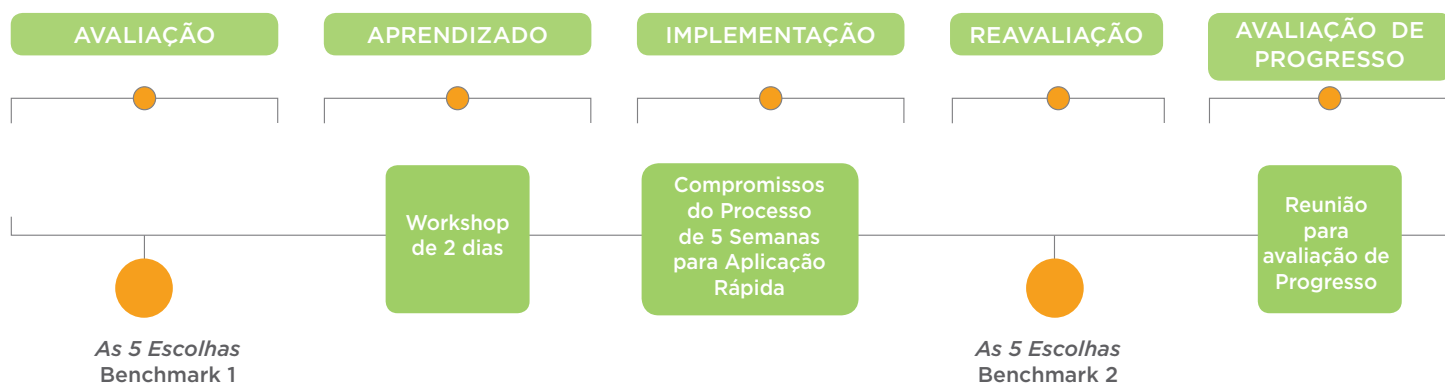 AVALIAÇÃO
APRENDIZADO
IMPLEMENTAÇÃO
REAVALIAÇÃO
AVALIAÇÃO DE
PROGRESSO
Workshop
de 2 dias
Compromissos
do Processo
de 5 Semanas
para Aplicação
Rápida
Reunião
para
avaliação de
Progresso
As 5 Escolhas
Benchmark 1
As 5 Escolhas
Benchmark 2